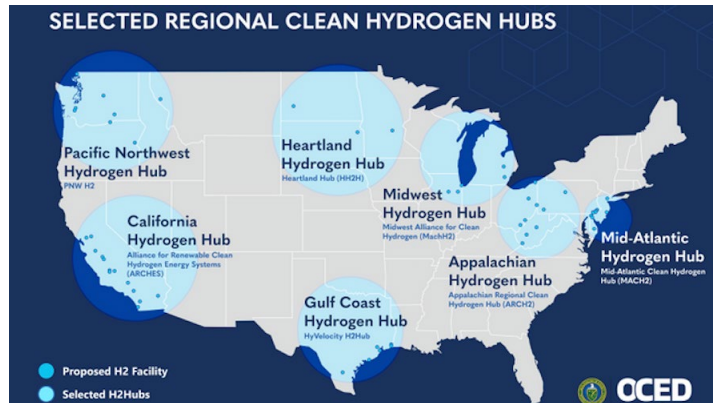 SELECTED REGIONAL CLEAN HYDROGEN HUBS
Pacific Northwest
Hydrogen Hub
PNW H2
Heartland
Hydrogen Hub
Heartland Hub (HH2H)
Midwest
Hydrogen Hub
Midwest Alliance for Clean
Hydrogen (MachH2)
California
Hydrogen Hub
Alliance for Renewable Clean
Hydrogen Energy Systems
(ARCHES)
Mid-Atlantic
Hydrogen Hub
Mid-Atlantic Clean Hydrogen
Hub (MACH2)
Appalachian
Hydrogen Hub
Appalachian Regional Clean
Hydrogen Hub (ARCH2)
Gulf Coast
Hydrogen Hub
HyVelocity H2Hub
Proposed H2 Facility
Selected H2Hubs
OCED